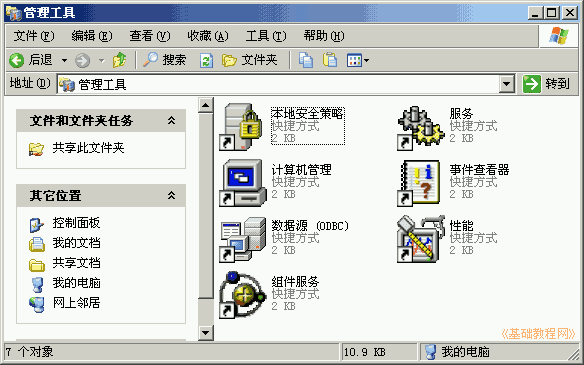 管理工具
文件(F) 编辑(E) 查看(V) 收藏(A) 工具(T) 帮助(H)
后退 搜索 文件夹
地址(D) 管理工具 转到
文件和文件夹任务
共享此文件夹
其它位置
控制面板
我的文档
共享文档
我的电脑
网上邻居
本地安全策略
快捷方式
2 KB
服务
快捷方式
2 KB
计算机管理
快捷方式
2 KB
事件查看器
快捷方式
2 KB
数据源 (ODBC)
快捷方式
2 KB
性能
快捷方式
2 KB
组件服务
快捷方式
2 KB
《基础教程网》
7 个对象 10.9 KB 我的电脑